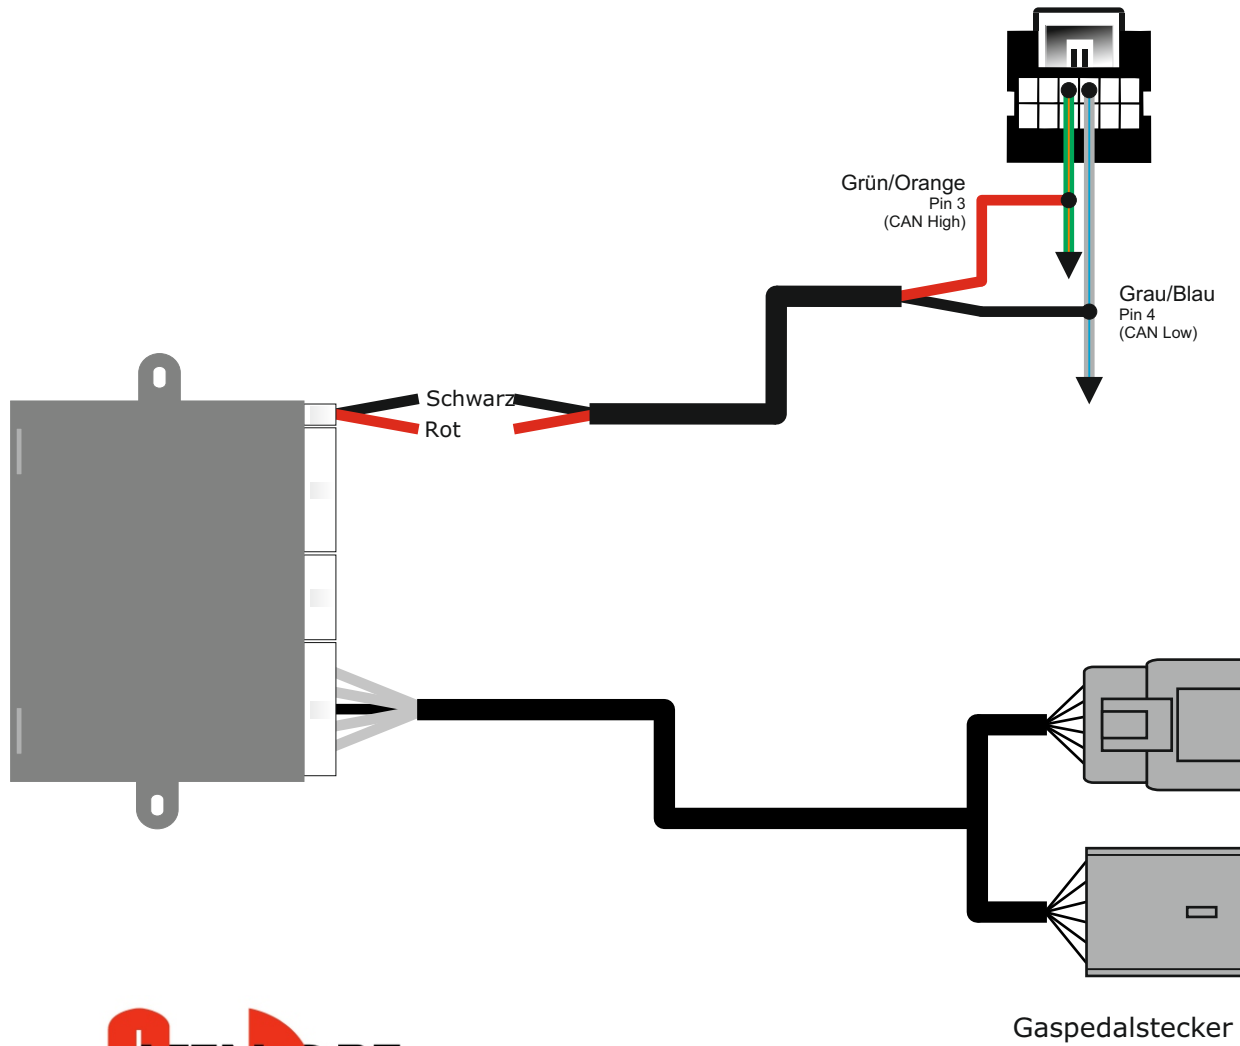 Grün/Orange
Pin 3
(CAN High)
Grau/Blau
Pin 4
(CAN Low)
Schwarz
Rot
Gaspedalstecker